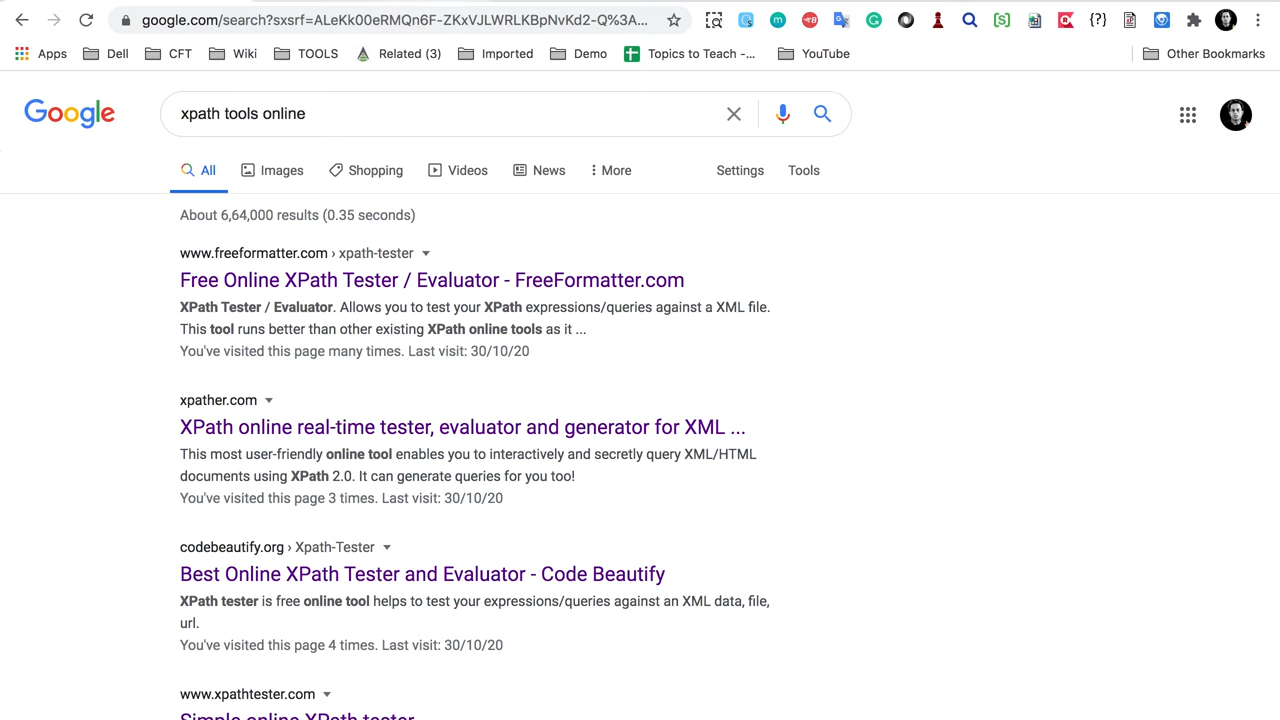 google.com/search?sxsrf=ALeKk00eRMQn6F-ZKxVJLWRLKBpNvKd2-Q%3A...
Apps Dell CFT Wiki TOOLS Related (3) Imported Demo Topics to Teach -... YouTube Other Bookmarks
Google xpath tools online
All Images Shopping Videos News More Settings Tools
About 6,64,000 results (0.35 seconds)
www.freeformatter.com › xpath-tester
Free Online XPath Tester / Evaluator - FreeFormatter.com
XPath Tester / Evaluator. Allows you to test your XPath expressions/queries against a XML file.
This tool runs better than other existing XPath online tools as it ...
You've visited this page many times. Last visit: 30/10/20
xpather.com
XPath online real-time tester, evaluator and generator for XML ...
This most user-friendly online tool enables you to interactively and secretly query XML/HTML
documents using XPath 2.0. It can generate queries for you too!
You've visited this page 3 times. Last visit: 30/10/20
codebeautify.org › Xpath-Tester
Best Online XPath Tester and Evaluator - Code Beautify
XPath tester is free online tool helps to test your expressions/queries against an XML data, file,
url.
You've visited this page 4 times. Last visit: 30/10/20
www.xpathtester.com
Simple online XPath tester